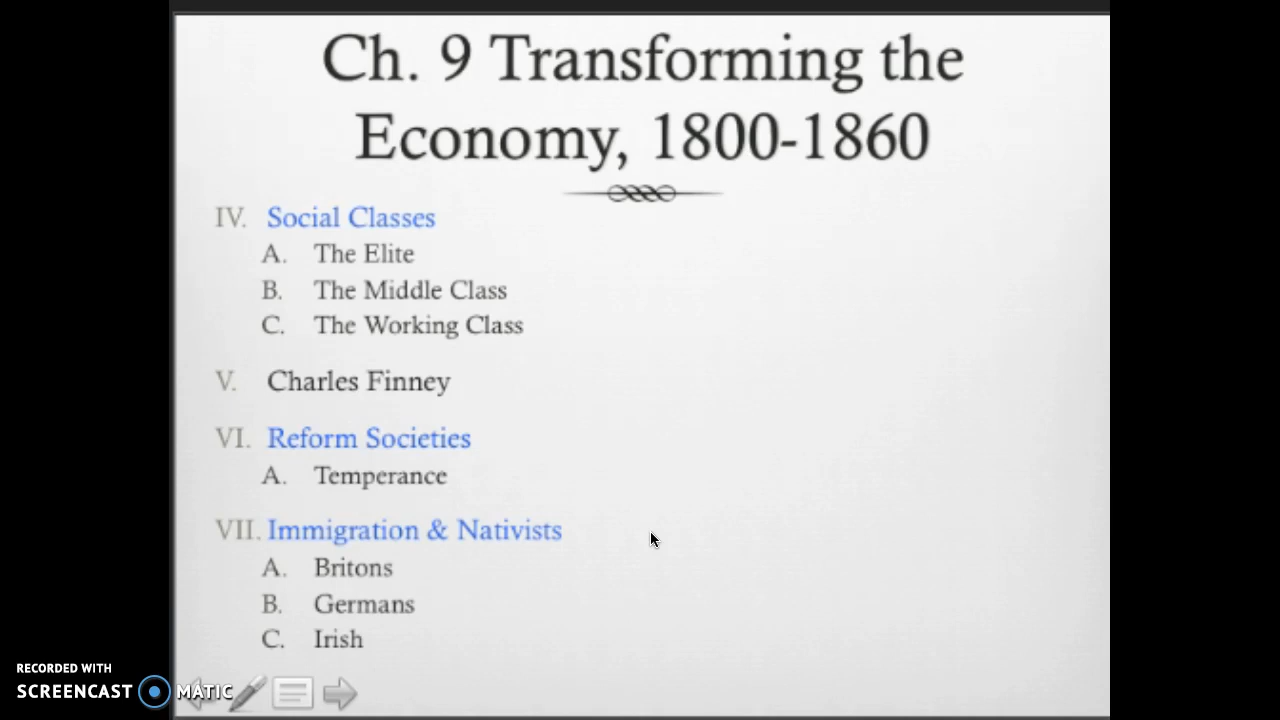 Ch. 9 Transforming the
Economy, 1800-1860
IV. Social Classes
A. The Elite
B. The Middle Class
C. The Working Class
V. Charles Finney
VI. Reform Societies
A. Temperance
VII. Immigration & Nativists
A. Britons
B. Germans
C. Irish
RECORDED WITH
SCREENCAST MATIC